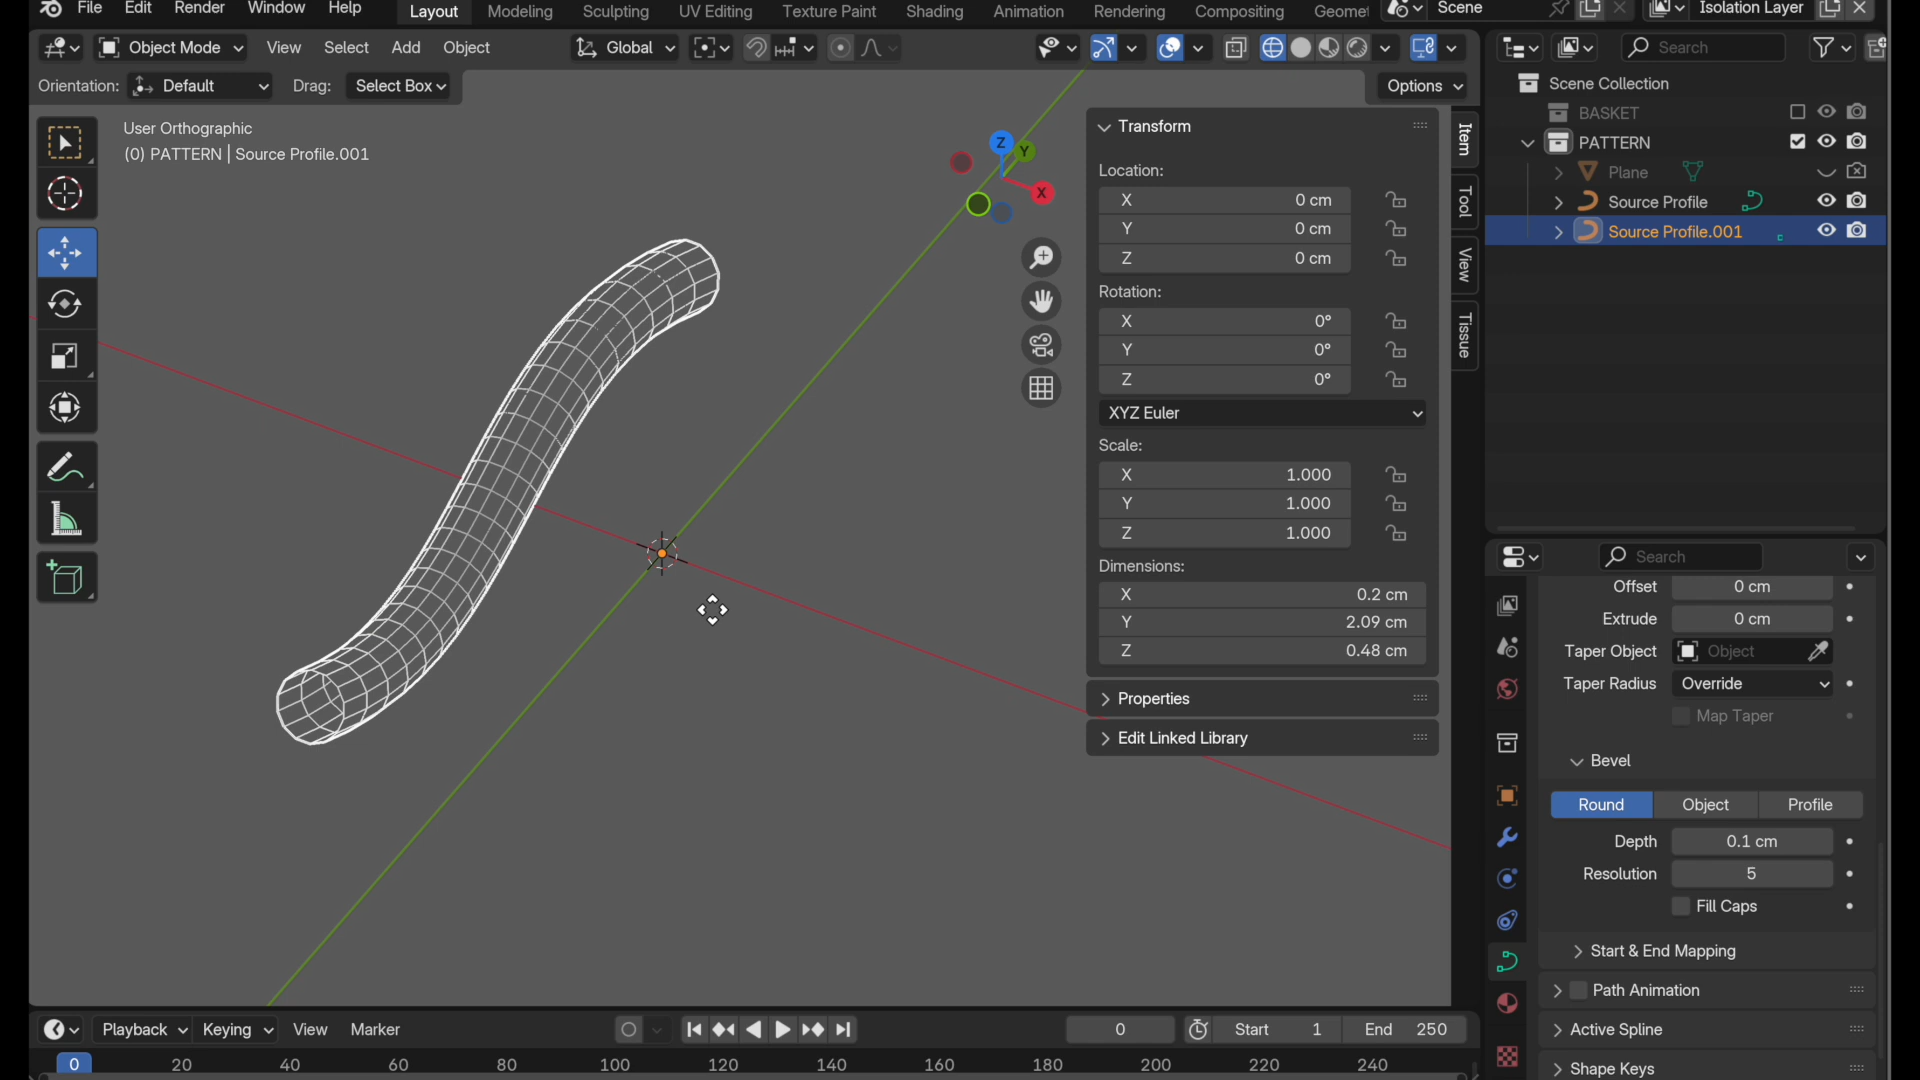 File Edit Render Window Help Layout Modeling Sculpting UV Editing Texture Paint Shading Animation Rendering Compositing Geomet Scene Isolation Layer
Object Mode View Select Add Object Global Search
Orientation: Default Drag: Select Box Options
User Orthographic
(0) PATTERN | Source Profile.001
Z
Y
X
Transform
Location:
X 0 cm
Y 0 cm
Z 0 cm
Rotation:
X 0°
Y 0°
Z 0°
XYZ Euler
Scale:
X 1.000
Y 1.000
Z 1.000
Dimensions:
X 0.2 cm
Y 2.09 cm
Z 0.48 cm
Properties
Edit Linked Library
Item
Tool
View
Tissue
Scene Collection
BASKET
PATTERN
Plane
Source Profile
Source Profile.001
Search
Offset 0 cm
Extrude 0 cm
Taper Object Object
Taper Radius Override
Map Taper
Bevel
Round Object Profile
Depth 0.1 cm
Resolution 5
Fill Caps
Start & End Mapping
Path Animation
Active Spline
Shape Keys
Playback Keying View Marker 0 Start 1 End 250
0 20 40 60 80 100 120 140 160 180 200 220 240